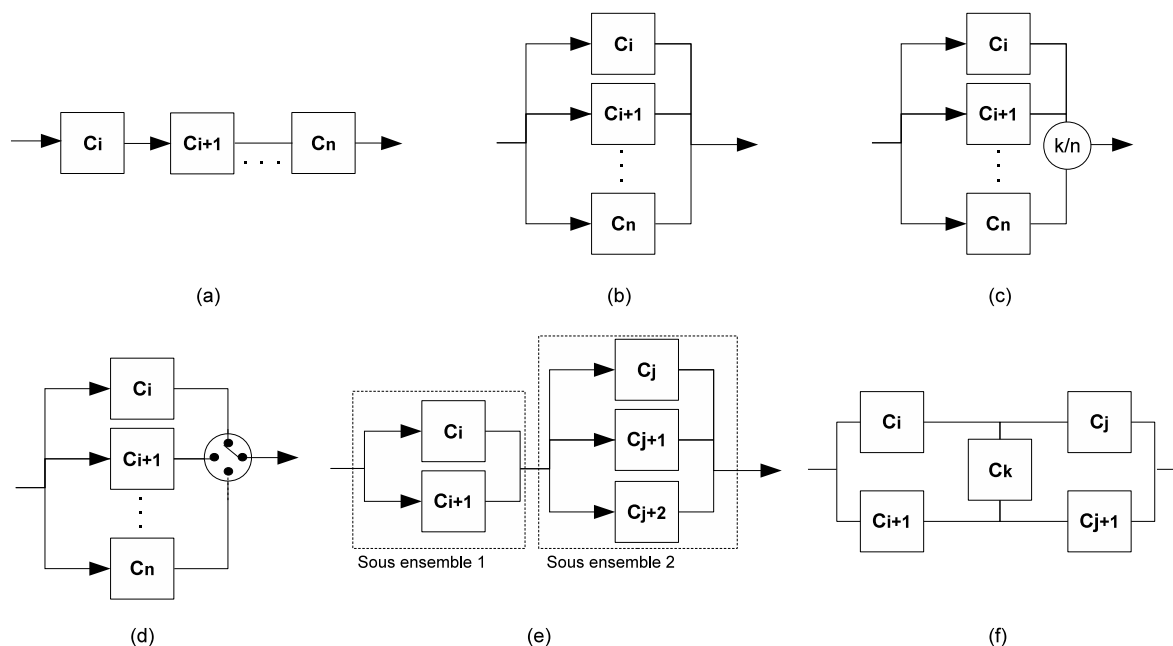 Ci
Ci+1
. . .
Cn
(a)
Ci
Ci+1
Cn
(b)
Ci
Ci+1
k/n
Cn
(c)
Ci
Ci+1
Cn
(d)
Ci
Ci+1
Sous ensemble 1
Cj
Cj+1
Cj+2
Sous ensemble 2
(e)
Ci
Cj
Ck
Ci+1
Cj+1
(f)